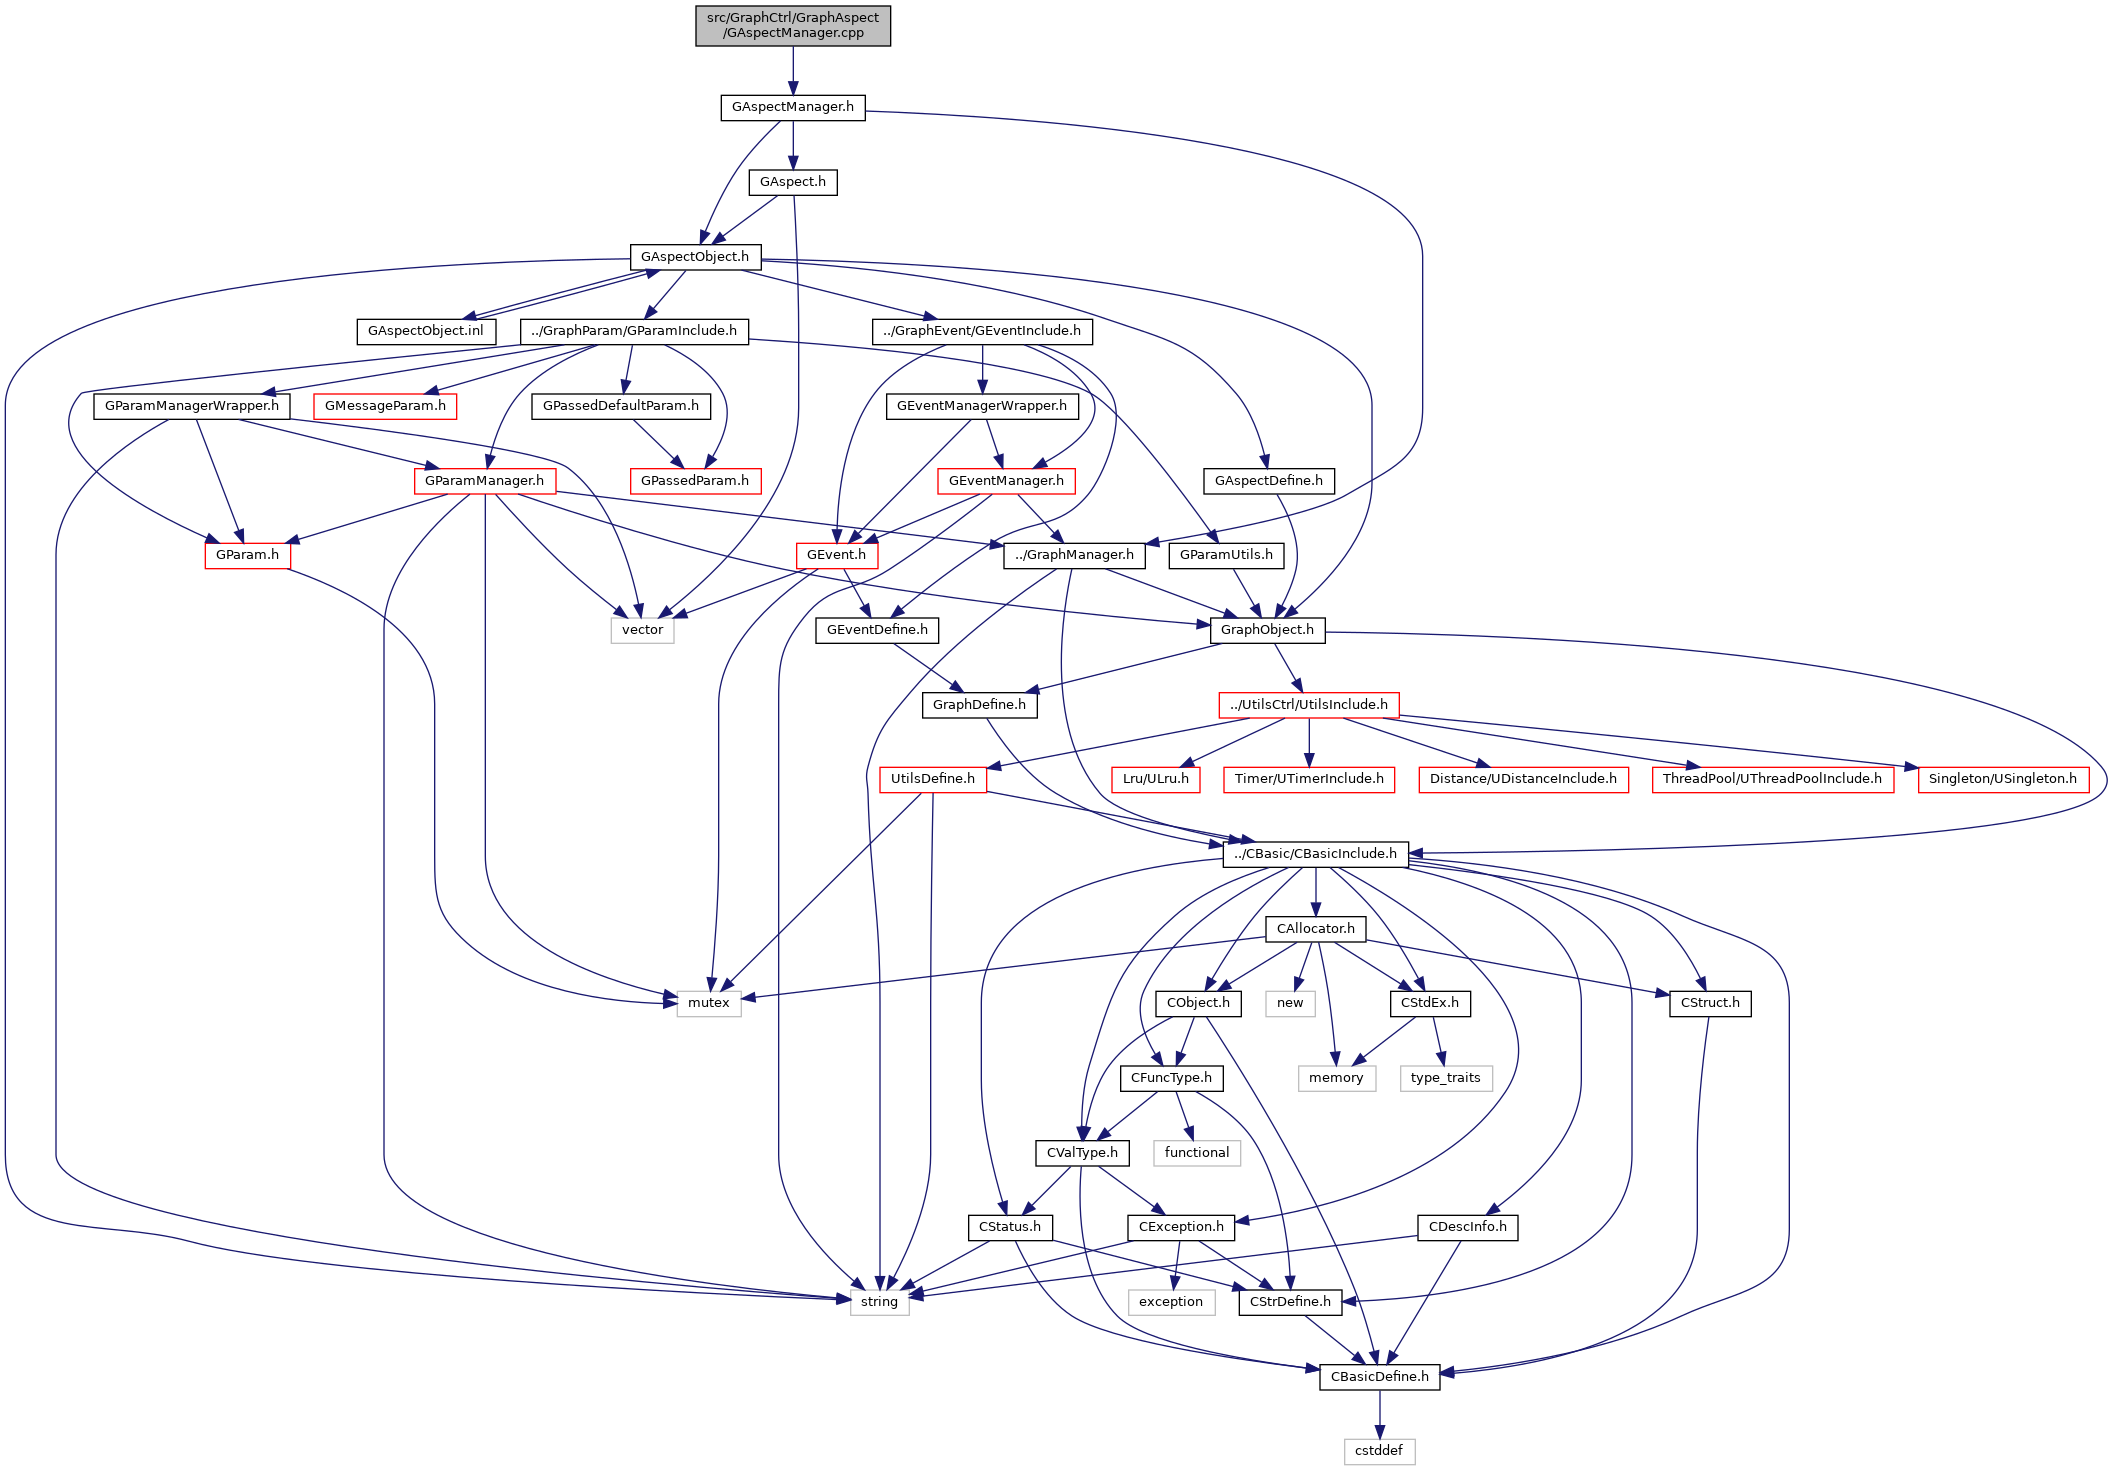 src/GraphCtrl/GraphAspect
/GAspectManager.cpp
GAspectManager.h
GAspect.h
GAspectObject.h
GAspectObject.inl
../GraphParam/GParamInclude.h
../GraphEvent/GEventInclude.h
GParamManagerWrapper.h
GMessageParam.h
GPassedDefaultParam.h
GEventManagerWrapper.h
GParamManager.h
GPassedParam.h
GEventManager.h
GAspectDefine.h
GParam.h
GEvent.h
../GraphManager.h
GParamUtils.h
vector
GEventDefine.h
GraphObject.h
GraphDefine.h
../UtilsCtrl/UtilsInclude.h
UtilsDefine.h
Lru/ULru.h
Timer/UTimerInclude.h
Distance/UDistanceInclude.h
ThreadPool/UThreadPoolInclude.h
Singleton/USingleton.h
../CBasic/CBasicInclude.h
CAllocator.h
mutex
CObject.h
new
CStdEx.h
CStruct.h
CFuncType.h
memory
type_traits
CValType.h
functional
CStatus.h
CException.h
CDescInfo.h
string
exception
CStrDefine.h
CBasicDefine.h
cstddef